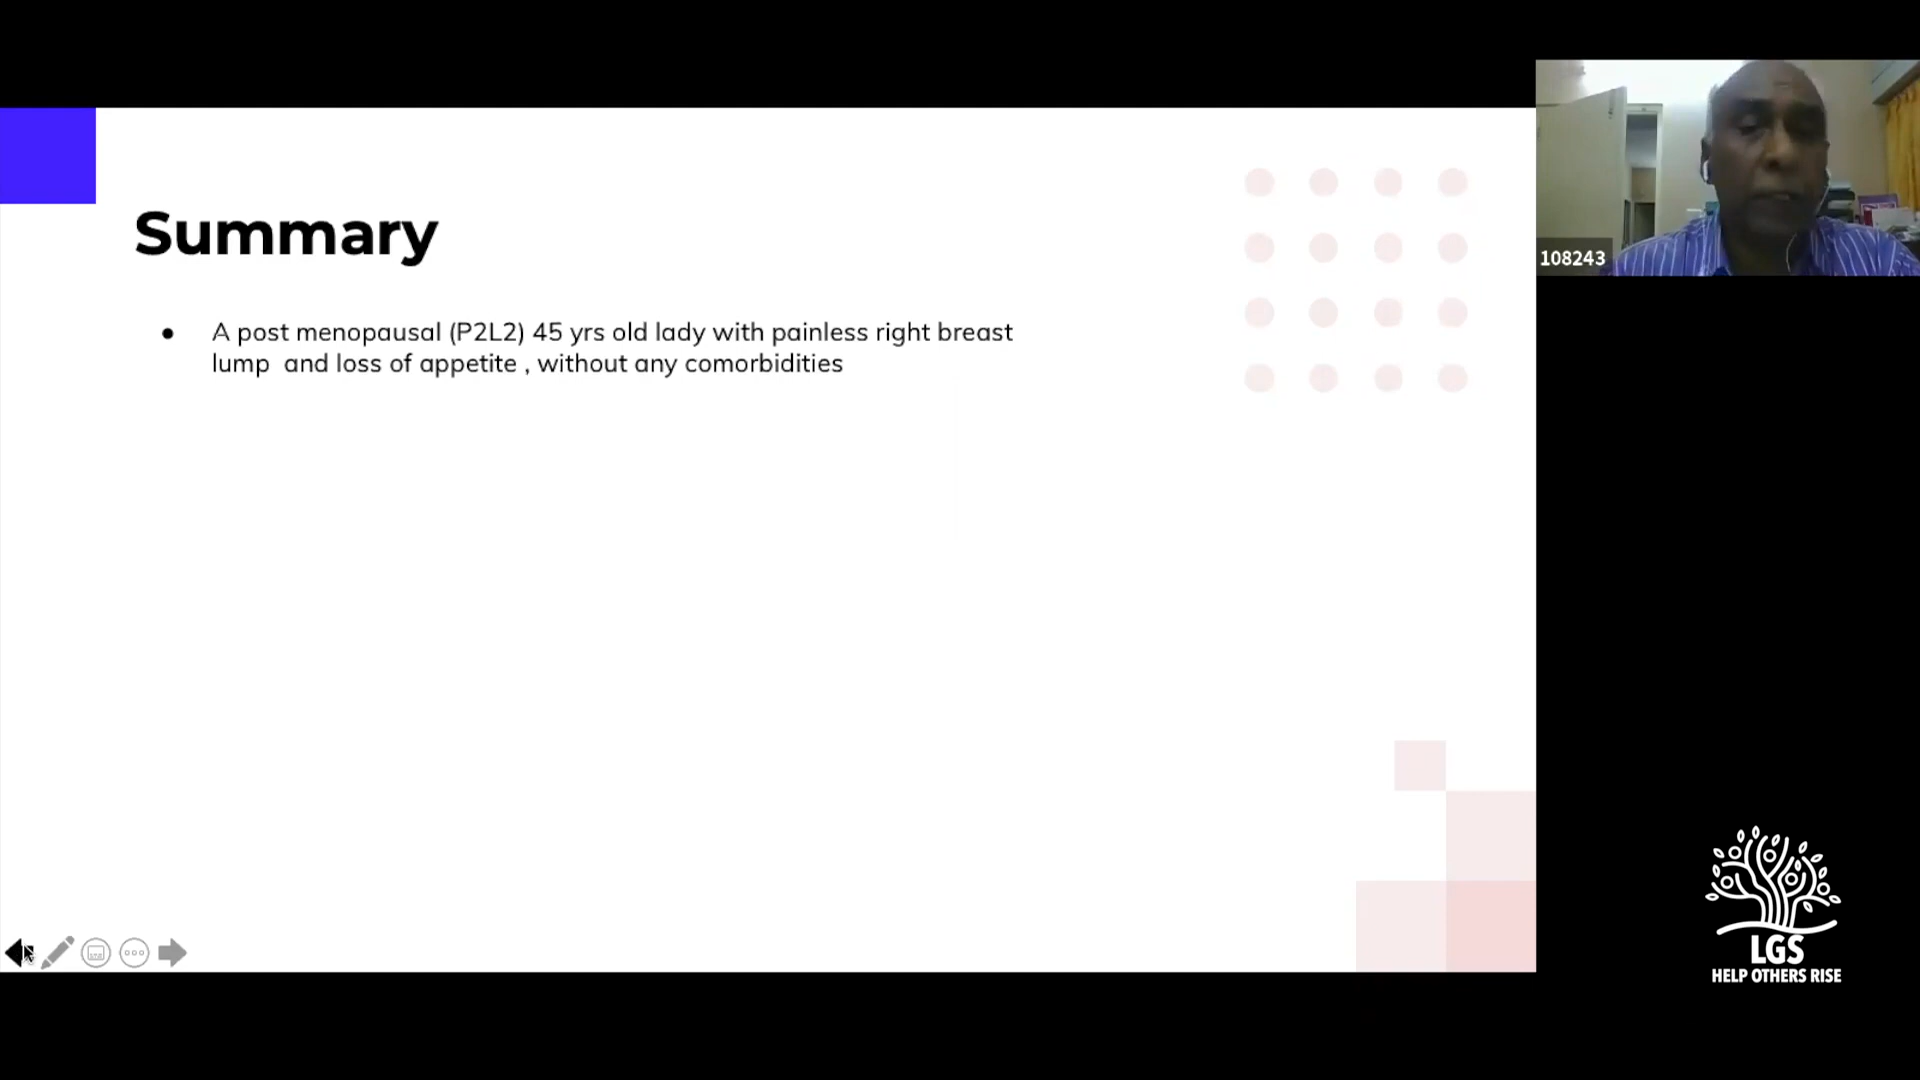 Summary
● A post menopausal (P2L2) 45 yrs old lady with painless right breast
lump and loss of appetite , without any comorbidities
108243
LGS
HELP OTHERS RISE